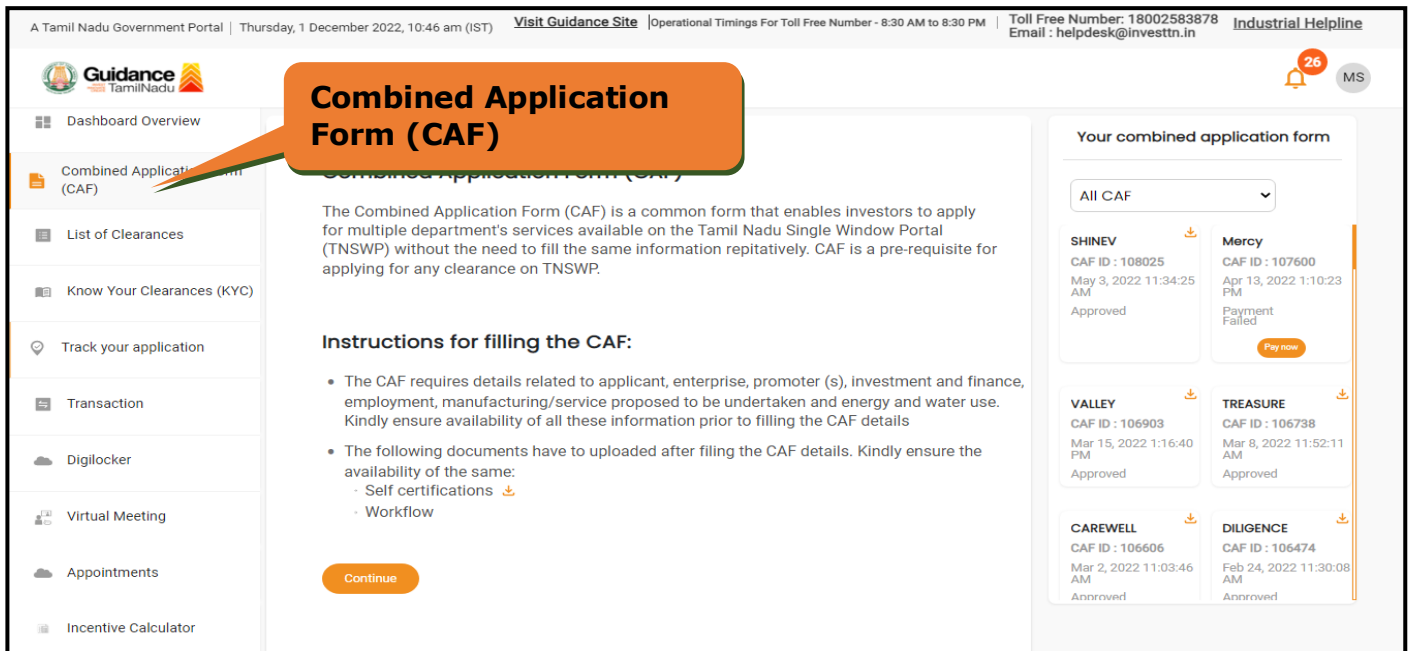 A Tamil Nadu Government Portal | Thursday, 1 December 2022, 10:46 am (IST)
Visit Guidance Site |Operational Timings For Toll Free Number - 8:30 AM to 8:30 PM |
Toll Free Number: 18002583878
Email : helpdesk@investtn.in
Industrial Helpline
Guidance
TamilNadu
26
MS
Combined Application
Form (CAF)
Dashboard Overview
Combined Application Form
(CAF)
List of Clearances
Know Your Clearances (KYC)
Track your application
Transaction
Digilocker
Virtual Meeting
Appointments
Incentive Calculator
Combined Application Form (CAF)
The Combined Application Form (CAF) is a common form that enables investors to apply
for multiple department's services available on the Tamil Nadu Single Window Portal
(TNSWP) without the need to fill the same information repitatively. CAF is a pre-requisite for
applying for any clearance on TNSWP.
Instructions for filling the CAF:
• The CAF requires details related to applicant, enterprise, promoter (s), investment and finance,
employment, manufacturing/service proposed to be undertaken and energy and water use.
Kindly ensure availability of all these information prior to filling the CAF details
• The following documents have to uploaded after filing the CAF details. Kindly ensure the
availability of the same:
· Self certifications
· Workflow
Continue
Your combined application form
All CAF
SHINEV
CAF ID : 108025
May 3, 2022 11:34:25
AM
Approved
Mercy
CAF ID : 107600
Apr 13, 2022 1:10:23
PM
Payment
Failed
Pay now
VALLEY
CAF ID : 106903
Mar 15, 2022 1:16:40
PM
Approved
TREASURE
CAF ID : 106738
Mar 8, 2022 11:52:11
AM
Approved
CAREWELL
CAF ID : 106606
Mar 2, 2022 11:03:46
AM
Approved
DILIGENCE
CAF ID : 106474
Feb 24, 2022 11:30:08
AM
Approved